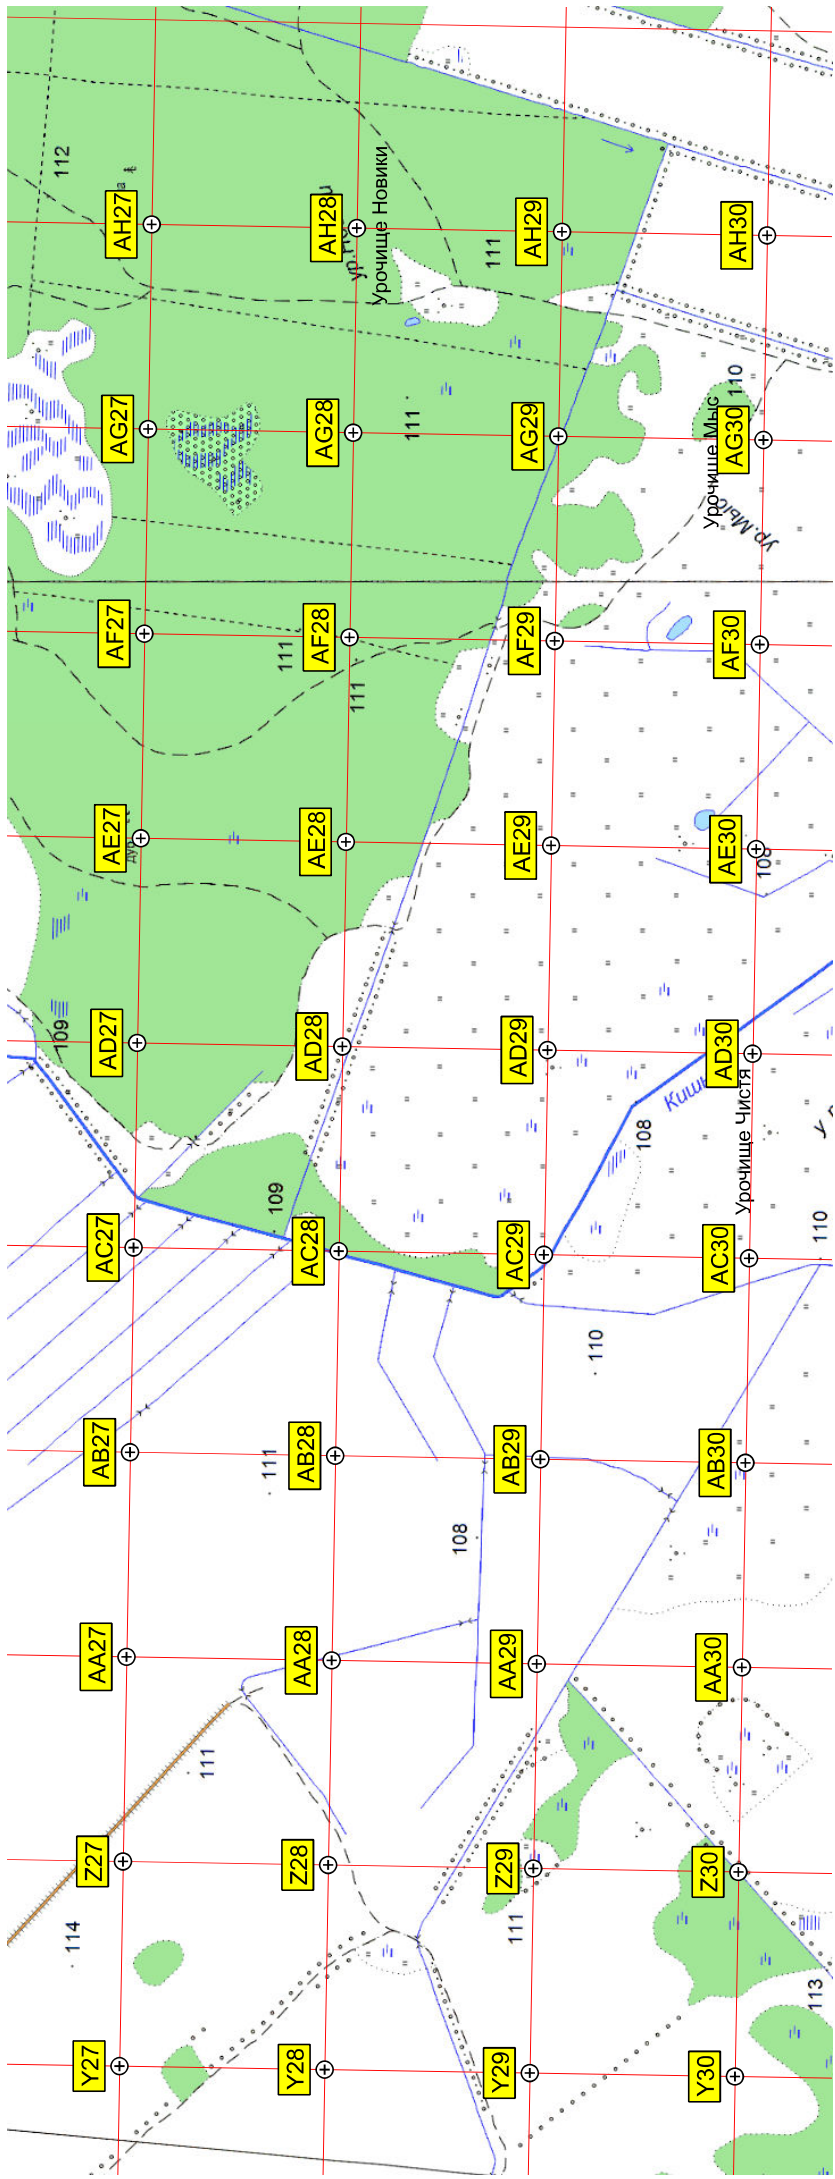 112
AH27
AH28
Урочище Новики
111
AH29
AH30
AG27
AG28
111
AG29
AG30
110
Урочище Мыс
ур.Мыс
AF27
AF28
111
111
AF29
AF30
AE27
AE28
AE29
AE30
108
109
AD27
AD28
AD29
AD30
108
Урочище Чистя
109
AC27
AC28
AC29
AC30
110
110
AB27
111
AB28
AB29
AB30
108
AA27
AA28
AA29
AA30
111
Z27
Z28
Z29
Z30
114
111
113
Y27
Y28
Y29
Y30